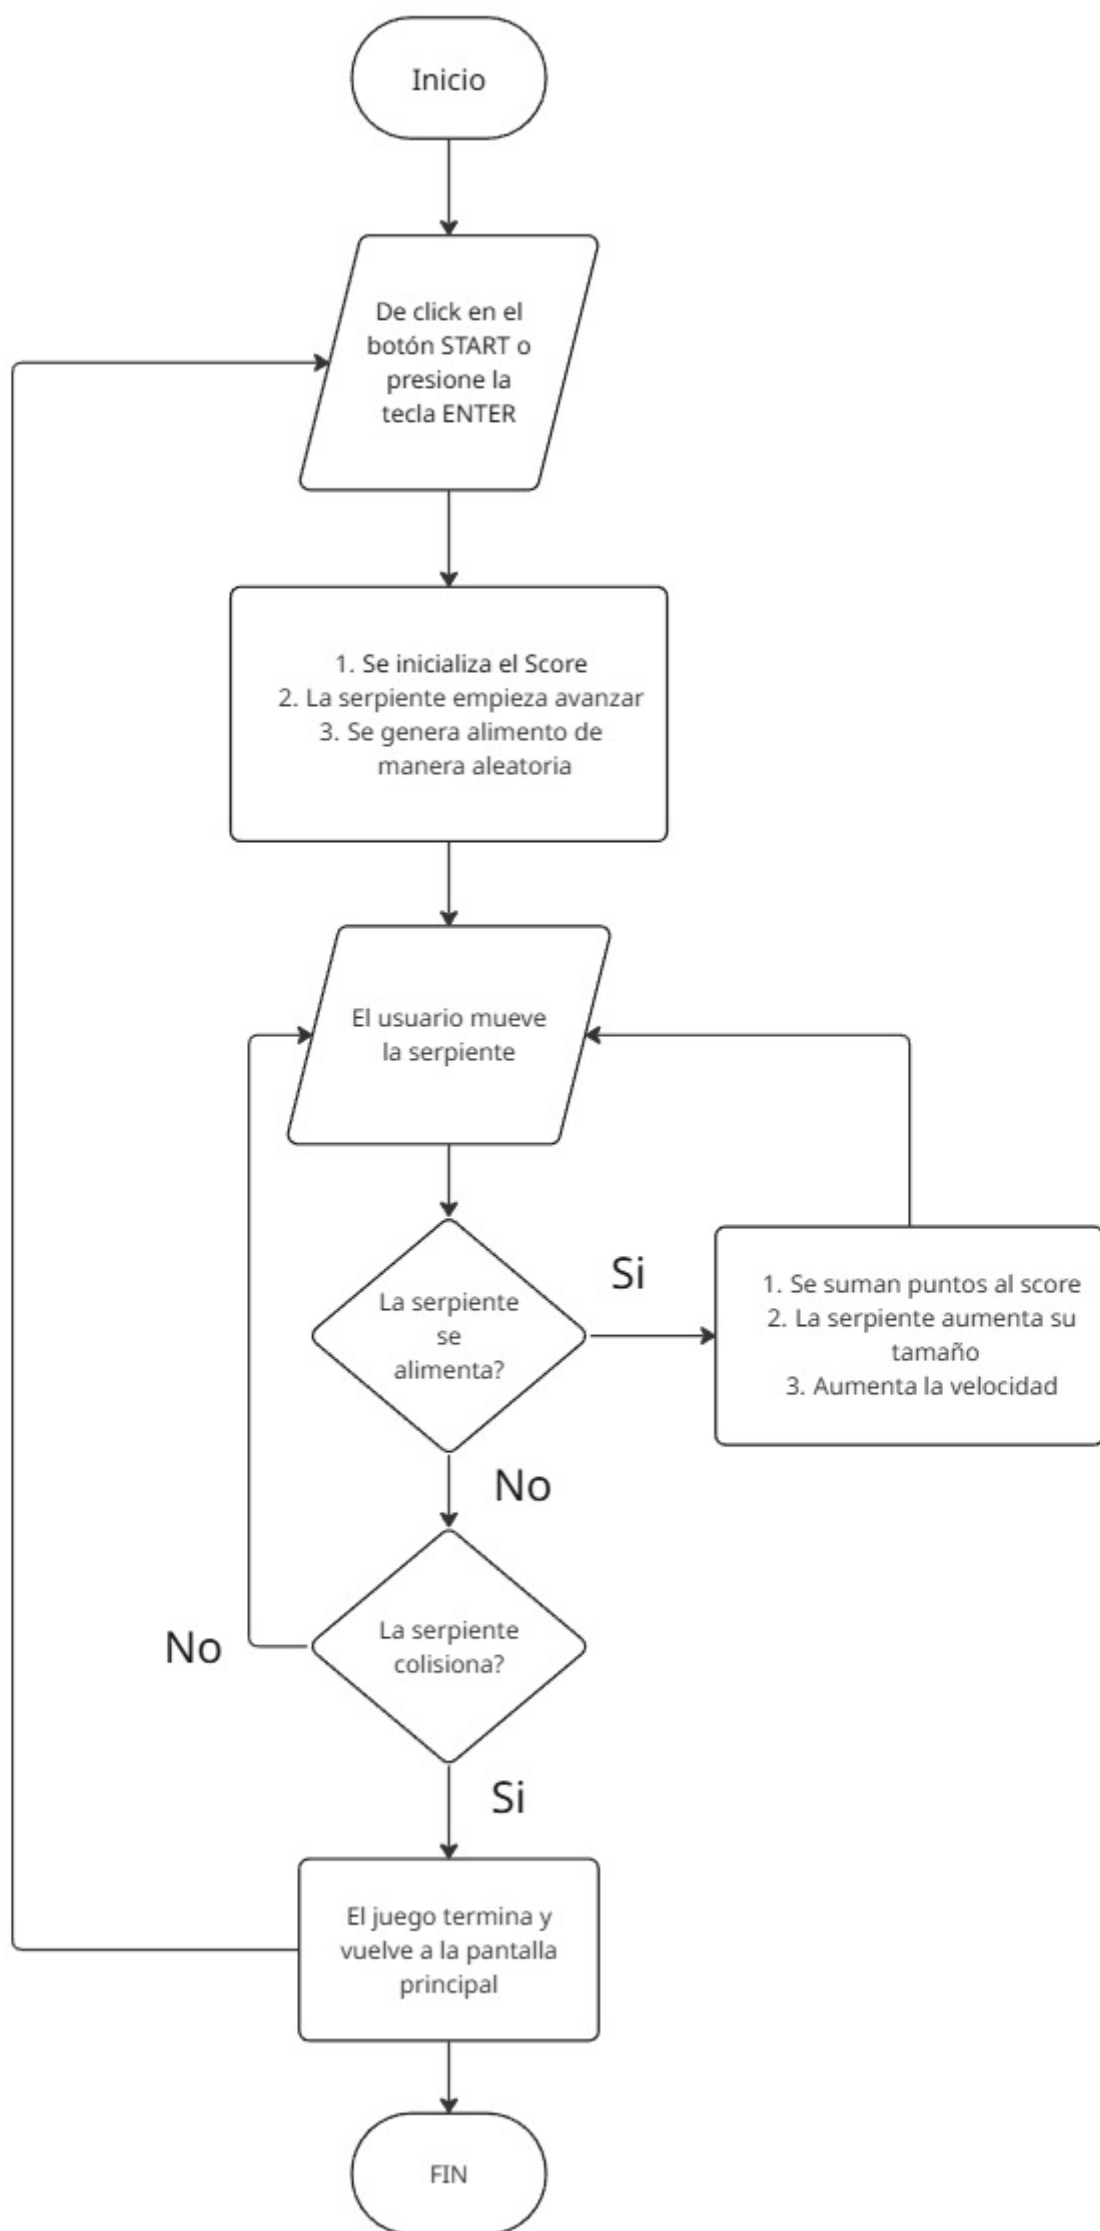 Inicio
De click en el
botón START o
presione la
tecla ENTER
1. Se inicializa el Score
2. La serpiente empieza avanzar
3. Se genera alimento de
manera aleatoria
El usuario mueve
la serpiente
La serpiente
se
alimenta?
Si
1. Se suman puntos al score
2. La serpiente aumenta su
tamaño
3. Aumenta la velocidad
No
La serpiente
colisiona?
No
Si
El juego termina y
vuelve a la pantalla
principal
FIN